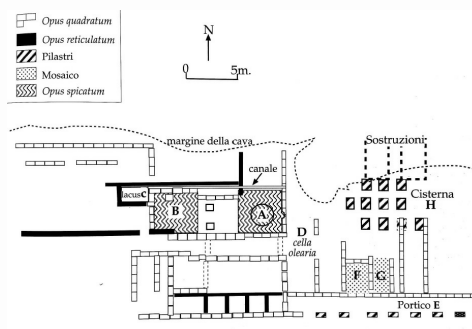 Opus quadratum
Opus reticulatum
Pilastri
Mosaico
Opus spicatum
N
0 5m.
margine della cava
Sostruzioni
canale
lacus C
B
A
Cisterna
H
D
cella
olearia
F G
Portico E